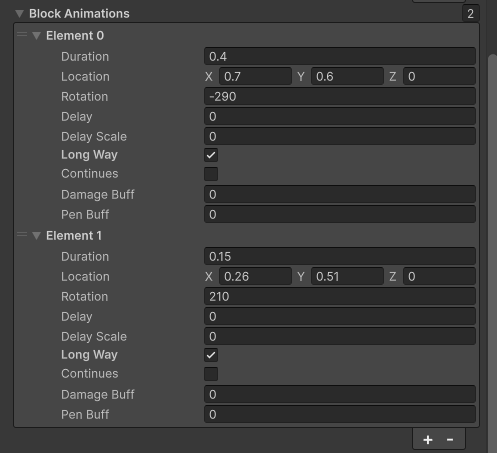 Block Animations 2
Element 0
Duration 0.4
Location X 0.7 Y 0.6 Z 0
Rotation -290
Delay 0
Delay Scale 0
Long Way
Continues
Damage Buff 0
Pen Buff 0
Element 1
Duration 0.15
Location X 0.26 Y 0.51 Z 0
Rotation 210
Delay 0
Delay Scale 0
Long Way
Continues
Damage Buff 0
Pen Buff 0
+ -